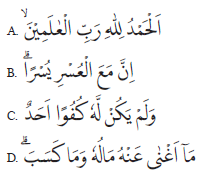 A. اَلْحَمْدُ لِلّٰهِ رَبِّ الْعٰلَمِيْنَۙ
B. اِنَّ مَعَ الْعُسْرِ يُسْرًاۗ
C. وَلَمْ يَكُنْ لَّهٗ كُفُوًا اَحَدٌ
D. مَآ اَغْنٰى عَنْهُ مَالُهٗ وَمَا كَسَبَۗ